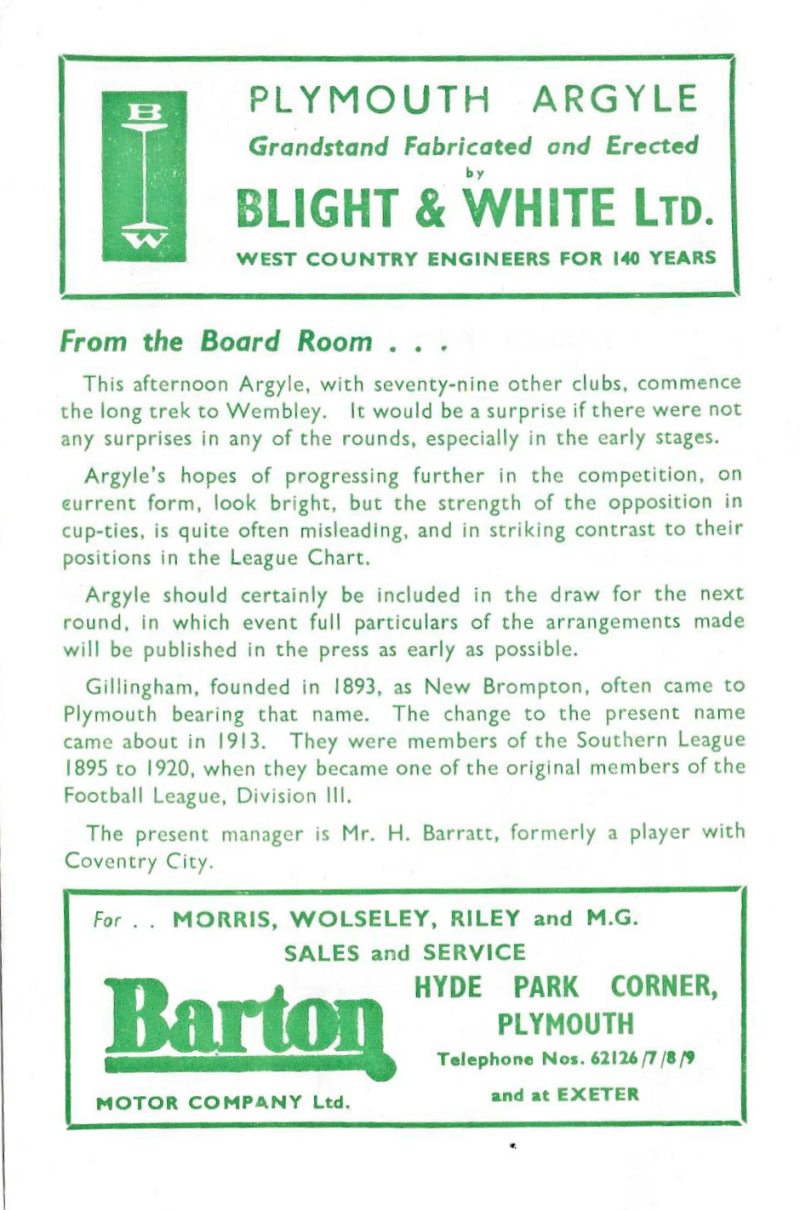 B
W
PLYMOUTH ARGYLE
Grandstand Fabricated and Erected
by
BLIGHT & WHITE LTD.
WEST COUNTRY ENGINEERS FOR 140 YEARS
From the Board Room . . .
This afternoon Argyle, with seventy-nine other clubs, commence
the long trek to Wembley. It would be a surprise if there were not
any surprises in any of the rounds, especially in the early stages.
Argyle's hopes of progressing further in the competition, on
current form, look bright, but the strength of the opposition in
cup-ties, is quite often misleading, and in striking contrast to their
positions in the League Chart.
Argyle should certainly be included in the draw for the next
round, in which event full particulars of the arrangements made
will be published in the press as early as possible.
Gillingham, founded in 1893, as New Brompton, often came to
Plymouth bearing that name. The change to the present name
came about in 1913. They were members of the Southern League
1895 to 1920, when they became one of the original members of the
Football League, Division III.
The present manager is Mr. H. Barratt, formerly a player with
Coventry City.
For . . MORRIS, WOLSELEY, RILEY and M.G.
SALES and SERVICE
Barton
MOTOR COMPANY Ltd.
HYDE PARK CORNER,
PLYMOUTH
Telephone Nos. 62126/7/8/9
and at EXETER